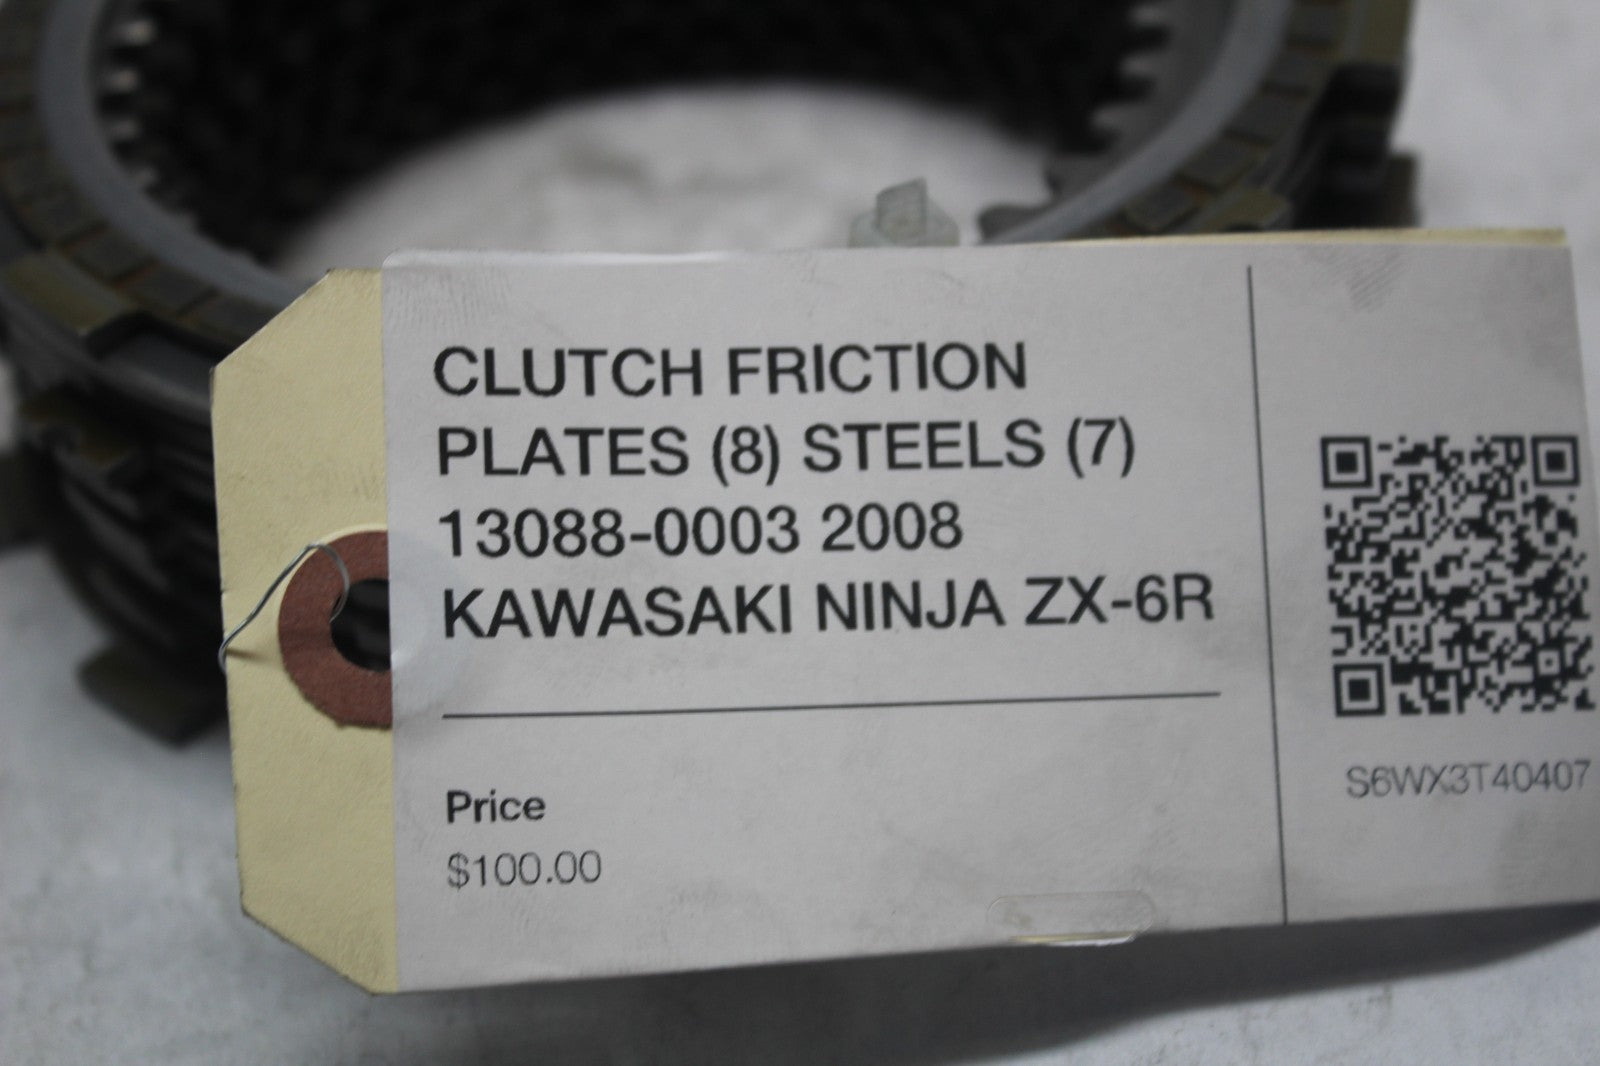 CLUTCH FRICTION
PLATES (8) STEELS (7)
13088-0003 2008
KAWASAKI NINJA ZX-6R
Price
$100.00
S6WX3T40407